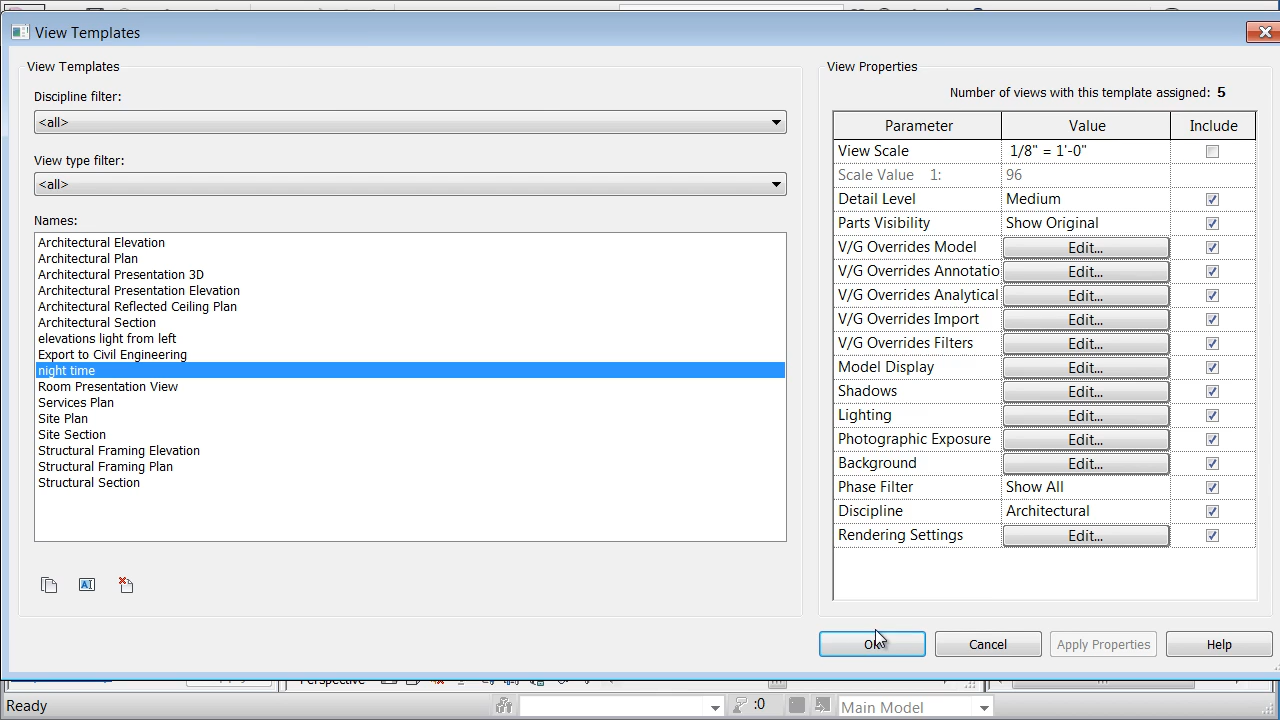 View Templates
View Templates
Discipline filter:
<all>
View type filter:
<all>
Names:
Architectural Elevation
Architectural Plan
Architectural Presentation 3D
Architectural Presentation Elevation
Architectural Reflected Ceiling Plan
Architectural Section
elevations light from left
Export to Civil Engineering
night time
Room Presentation View
Services Plan
Site Plan
Site Section
Structural Framing Elevation
Structural Framing Plan
Structural Section
View Properties
Number of views with this template assigned: 5
Parameter Value Include
View Scale 1/8" = 1'-0"
Scale Value 1: 96
Detail Level Medium
Parts Visibility Show Original
V/G Overrides Model Edit...
V/G Overrides Annotatio Edit...
V/G Overrides Analytical Edit...
V/G Overrides Import Edit...
V/G Overrides Filters Edit...
Model Display Edit...
Shadows Edit...
Lighting Edit...
Photographic Exposure Edit...
Background Edit...
Phase Filter Show All
Discipline Architectural
Rendering Settings Edit...
OK Cancel Apply Properties Help
Perspective
Ready :0 Main Model